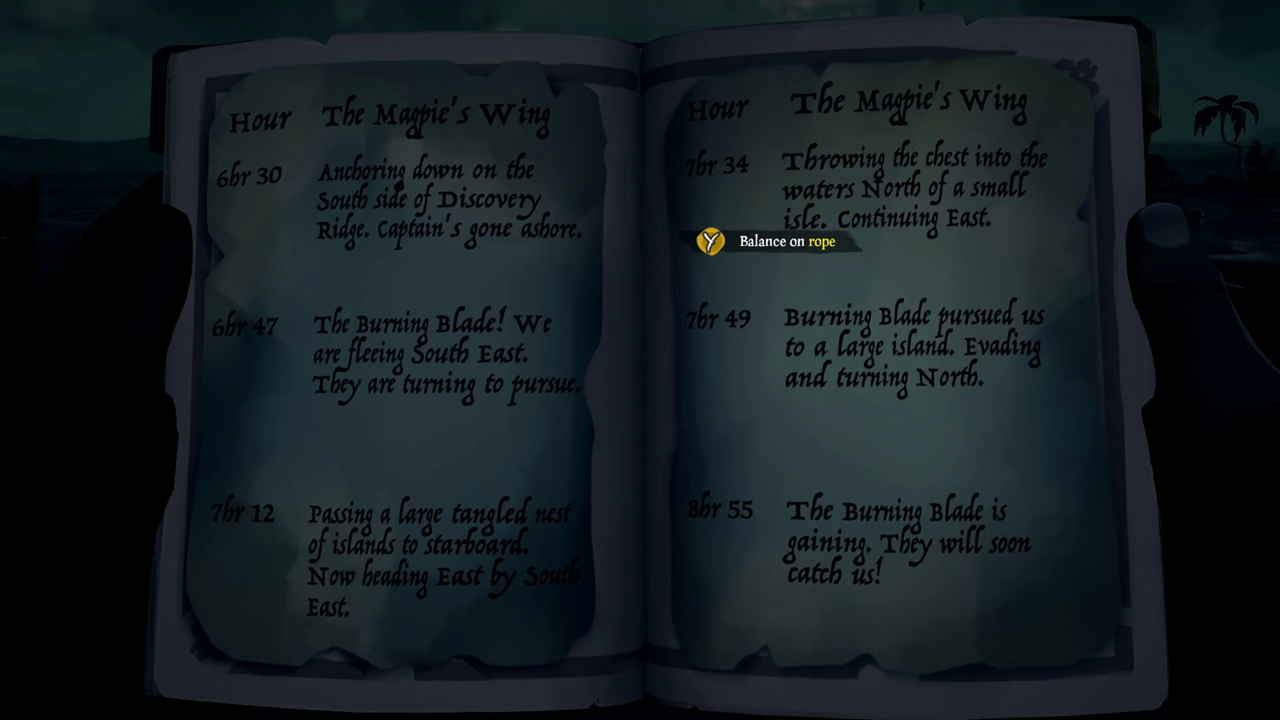 Hour The Magpie's Wing
6hr 30 Anchoring down on the
South side of Discovery
Ridge. Captain's gone ashore.
6hr 47 The Burning Blade! We
are fleeing South East.
They are turning to pursue.
7hr 12 Passing a large tangled nest
of islands to starboard.
Now heading East by South
East.
Hour The Magpie's Wing
7hr 34 Throwing the chest into the
waters North of a small
isle. Continuing East.
Y Balance on rope
7hr 49 Burning Blade pursued us
to a large island. Evading
and turning North.
8hr 55 The Burning Blade is
gaining. They will soon
catch us!